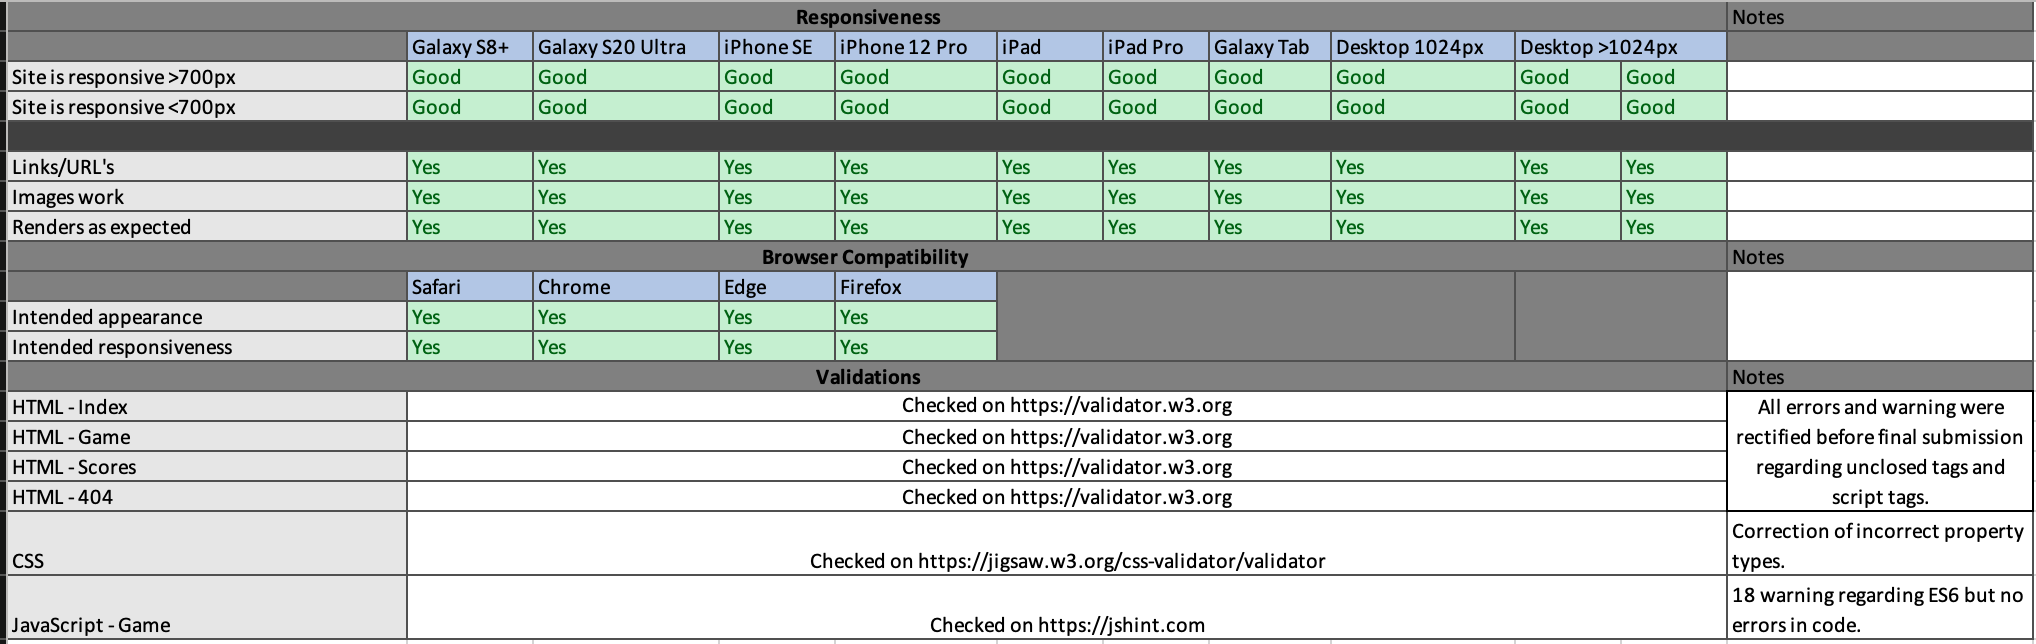 Responsiveness Notes
Galaxy S8+ Galaxy S20 Ultra iPhone SE iPhone 12 Pro iPad iPad Pro Galaxy Tab Desktop 1024px Desktop >1024px
Site is responsive >700px Good Good Good Good Good Good Good Good Good Good
Site is responsive <700px Good Good Good Good Good Good Good Good Good Good
Links/URL's Yes Yes Yes Yes Yes Yes Yes Yes Yes Yes
Images work Yes Yes Yes Yes Yes Yes Yes Yes Yes Yes
Renders as expected Yes Yes Yes Yes Yes Yes Yes Yes Yes Yes
Browser Compatibility Notes
Safari Chrome Edge Firefox
Intended appearance Yes Yes Yes Yes
Intended responsiveness Yes Yes Yes Yes
Validations Notes
HTML - Index Checked on https://validator.w3.org
HTML - Game Checked on https://validator.w3.org
HTML - Scores Checked on https://validator.w3.org
HTML - 404 Checked on https://validator.w3.org
All errors and warning were
rectified before final submission
regarding unclosed tags and
script tags.
CSS Checked on https://jigsaw.w3.org/css-validator/validator
Correction of incorrect property
types.
JavaScript - Game Checked on https://jshint.com
18 warning regarding ES6 but no
errors in code.